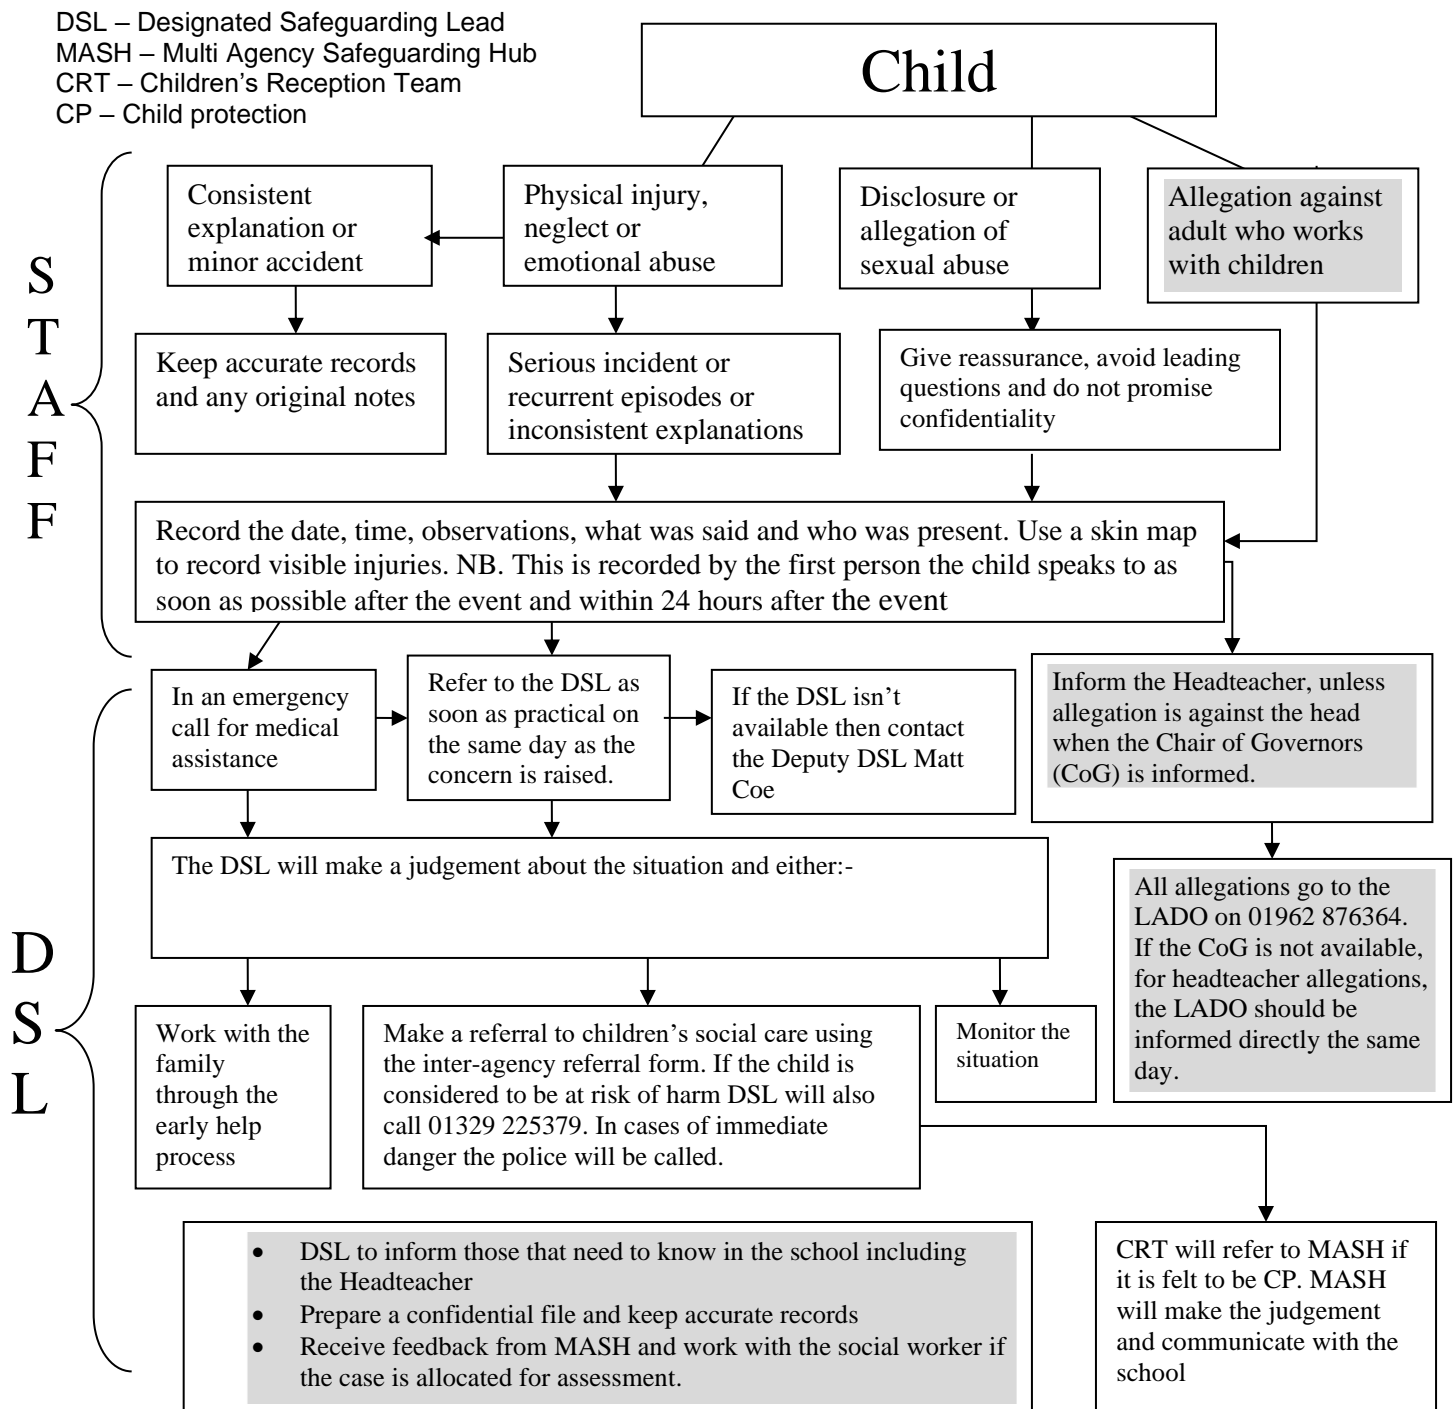 DSL – Designated Safeguarding Lead
MASH – Multi Agency Safeguarding Hub
CRT – Children's Reception Team
CP – Child protection
Child
S
T
A
F
F
Consistent
explanation or
minor accident
Physical injury,
neglect or
emotional abuse
Disclosure or
allegation of
sexual abuse
Allegation against
adult who works
with children
Keep accurate records
and any original notes
Serious incident or
recurrent episodes or
inconsistent explanations
Give reassurance, avoid leading
questions and do not promise
confidentiality
Record the date, time, observations, what was said and who was present. Use a skin map
to record visible injuries. NB. This is recorded by the first person the child speaks to as
soon as possible after the event and within 24 hours after the event
D
S
L
In an emergency
call for medical
assistance
Refer to the DSL as
soon as practical on
the same day as the
concern is raised.
If the DSL isn't
available then contact
the Deputy DSL Matt
Coe
Inform the Headteacher, unless
allegation is against the head
when the Chair of Governors
(CoG) is informed.
The DSL will make a judgement about the situation and either:-
All allegations go to the
LADO on 01962 876364.
If the CoG is not available,
for headteacher allegations,
the LADO should be
informed directly the same
day.
Work with the
family
through the
early help
process
Make a referral to children's social care using
the inter-agency referral form. If the child is
considered to be at risk of harm DSL will also
call 01329 225379. In cases of immediate
danger the police will be called.
Monitor the
situation
• DSL to inform those that need to know in the school including
the Headteacher
• Prepare a confidential file and keep accurate records
• Receive feedback from MASH and work with the social worker if
the case is allocated for assessment.
CRT will refer to MASH if
it is felt to be CP. MASH
will make the judgement
and communicate with the
school